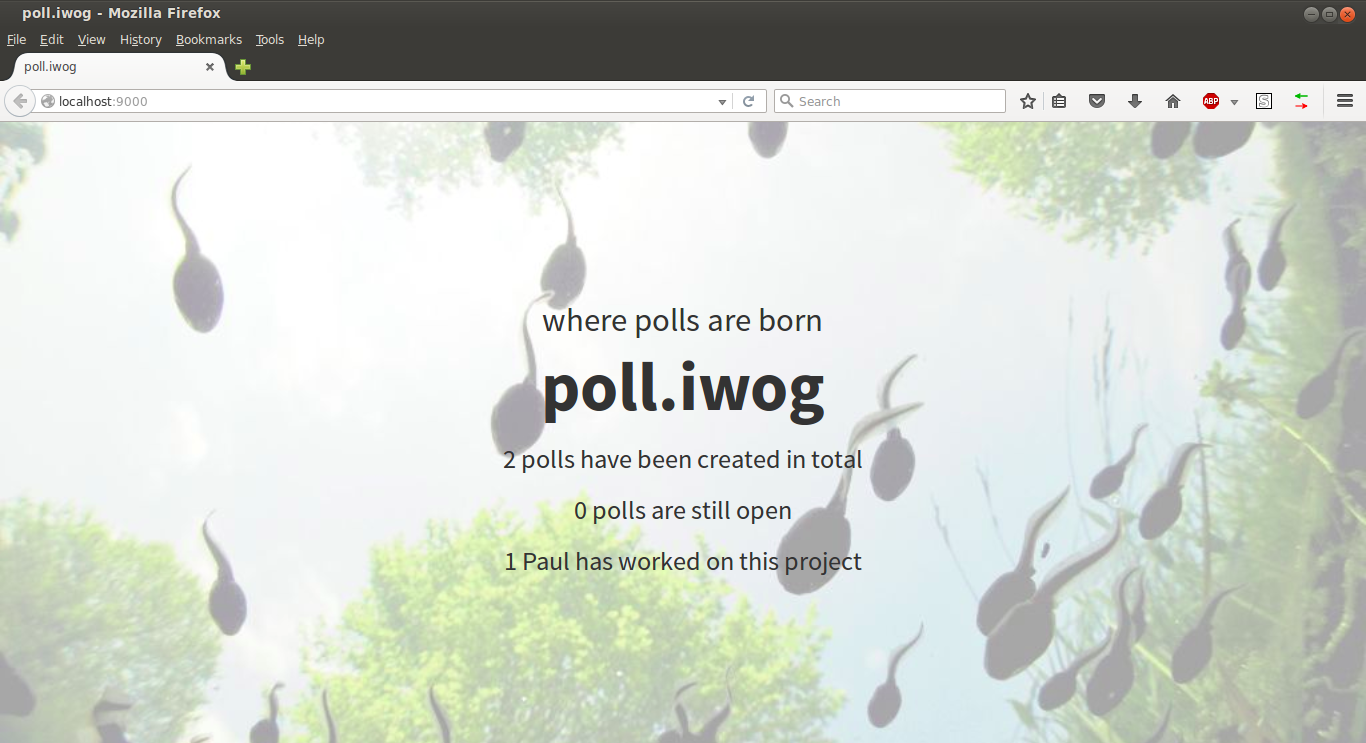 poll.iwog - Mozilla Firefox
File Edit View History Bookmarks Tools Help
poll.iwog
localhost:9000
Search
ABP
S
where polls are born
poll.iwog
2 polls have been created in total
0 polls are still open
1 Paul has worked on this project